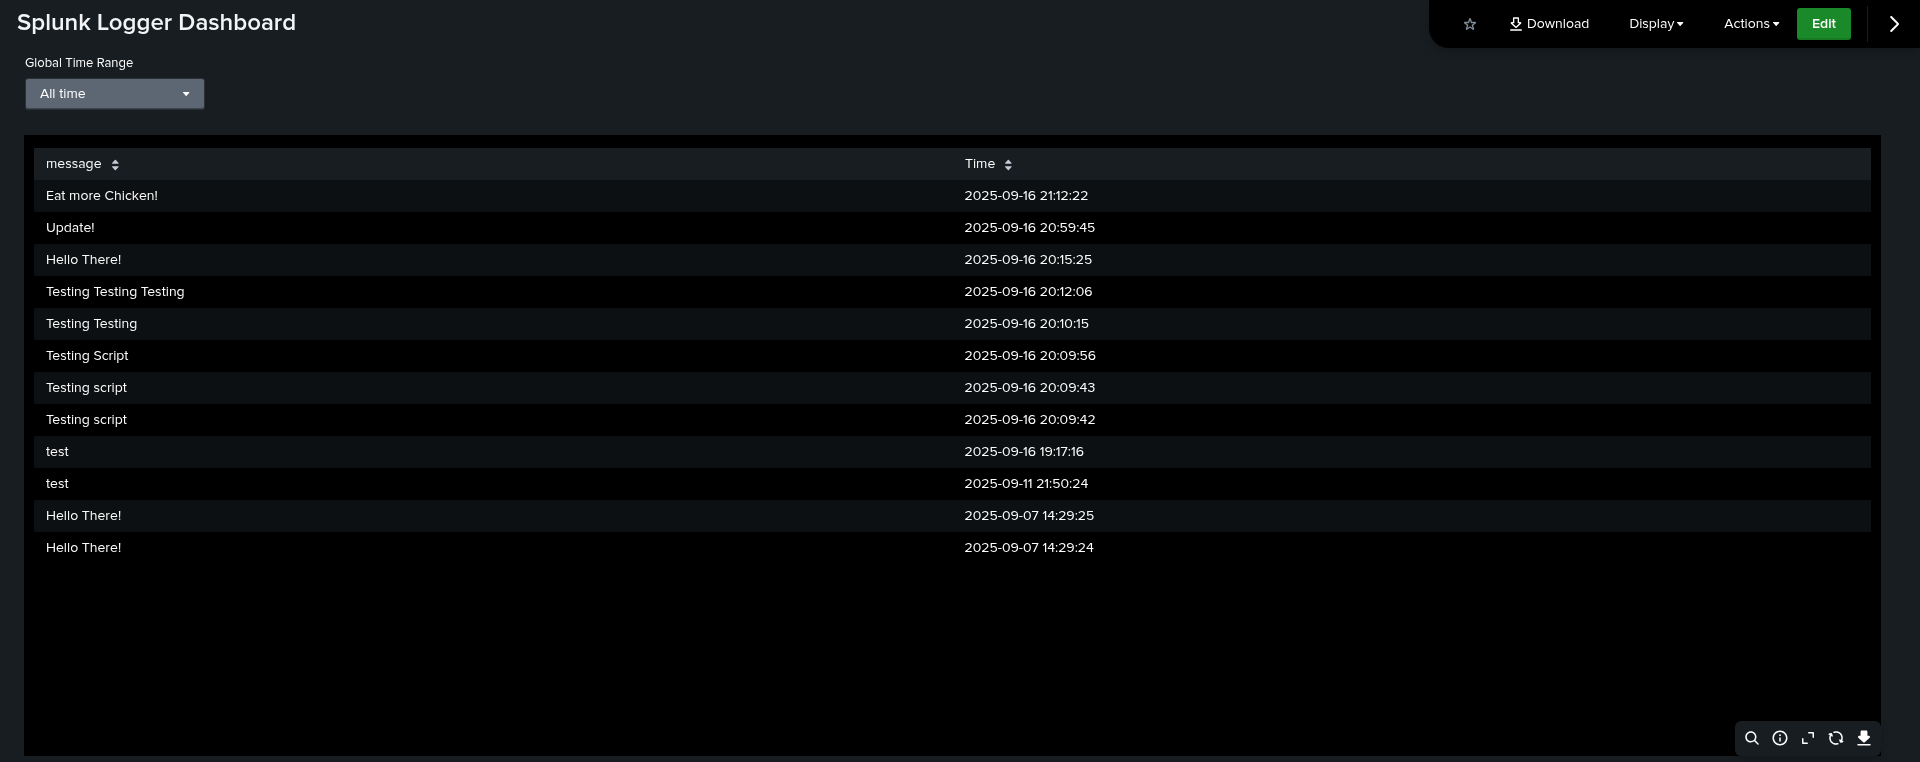 Splunk Logger Dashboard
Download Display Actions Edit
Global Time Range
All time
message Time
Eat more Chicken! 2025-09-16 21:12:22
Update! 2025-09-16 20:59:45
Hello There! 2025-09-16 20:15:25
Testing Testing Testing 2025-09-16 20:12:06
Testing Testing 2025-09-16 20:10:15
Testing Script 2025-09-16 20:09:56
Testing script 2025-09-16 20:09:43
Testing script 2025-09-16 20:09:42
test 2025-09-16 19:17:16
test 2025-09-11 21:50:24
Hello There! 2025-09-07 14:29:25
Hello There! 2025-09-07 14:29:24